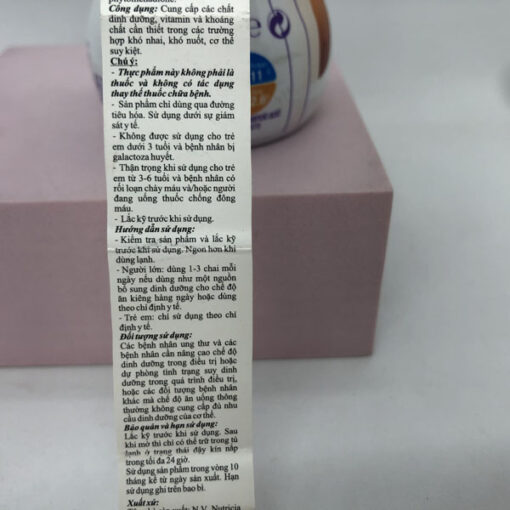 phytomenadione.
Công dụng: Cung cấp các chất
dinh dưỡng, vitamin và khoáng
chất cần thiết trong các trường
hợp khó nhai, khó nuốt, cơ thể
suy kiệt.
Chú ý:
- Thực phẩm này không phải là
thuốc và không có tác dụng
thay thế thuốc chữa bệnh.
- Sản phẩm chỉ dùng qua đường
tiêu hóa. Sử dụng dưới sự giám
sát y tế.
- Không được sử dụng cho trẻ
em dưới 3 tuổi và bệnh nhân bị
galactoza huyết.
- Thận trọng khi sử dụng cho trẻ
em từ 3-6 tuổi và bệnh nhân có
rối loạn chảy máu và/hoặc người
đang uống thuốc chống đông
máu.
- Lắc kỹ trước khi sử dụng.
Hướng dẫn sử dụng:
- Kiểm tra sản phẩm và lắc kỹ
trước khi sử dụng. Ngon hơn khi
dùng lạnh.
- Người lớn: dùng 1-3 chai mỗi
ngày nếu dùng như một nguồn
bổ sung dinh dưỡng cho chế độ
ăn kiêng hàng ngày hoặc dùng
theo chỉ định y tế.
- Trẻ em: chỉ sử dụng theo chỉ
định y tế.
Đối tượng sử dụng:
Các bệnh nhân ung thư và các
bệnh nhân cần nâng cao chế độ
dinh dưỡng trong điều trị hoặc
dự phòng tình trạng suy dinh
dưỡng trong quá trình điều trị,
hoặc các đối tượng bệnh nhân
khác mà chế độ ăn uống thông
thường không cung cấp đủ nhu
cầu dinh dưỡng của cơ thể.
Bảo quản và hạn sử dụng:
Lắc kỹ trước khi sử dụng. Sau
khi mở thì chỉ có thể trữ trong tủ
lạnh ở trạng thái đậy kín nắp
trong tối đa 24 giờ.
Sử dụng sản phẩm trong vòng 10
tháng kể từ ngày sản xuất. Hạn
sử dụng ghi trên bao bì.
Xuất xứ:
N.V. Nutricia
e
11